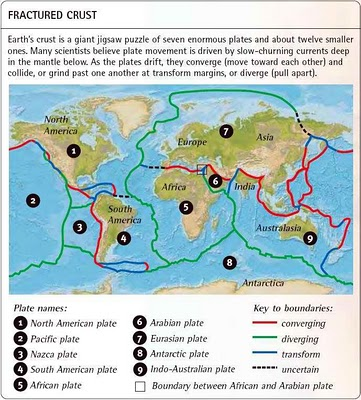 FRACTURED CRUST
Earth's crust is a giant jigsaw puzzle of seven enormous plates and about twelve smaller
ones. Many scientists believe plate movement is driven by slow-churning currents deep
in the mantle below. As the plates drift, they converge (move toward each other) and
collide, or grind past one another at transform margins, or diverge (pull apart).
North
America
1
Europe
7
Asia
2
3
South
America
4
Africa
5
6
India
Australasia
9
8
Antarctica
Plate names:
1 North American plate
2 Pacific plate
3 Nazca plate
4 South American plate
5 African plate
6 Arabian plate
7 Eurasian plate
8 Antarctic plate
9 Indo-Australian plate
Boundary between African and Arabian plate
Key to boundaries:
converging
diverging
transform
uncertain